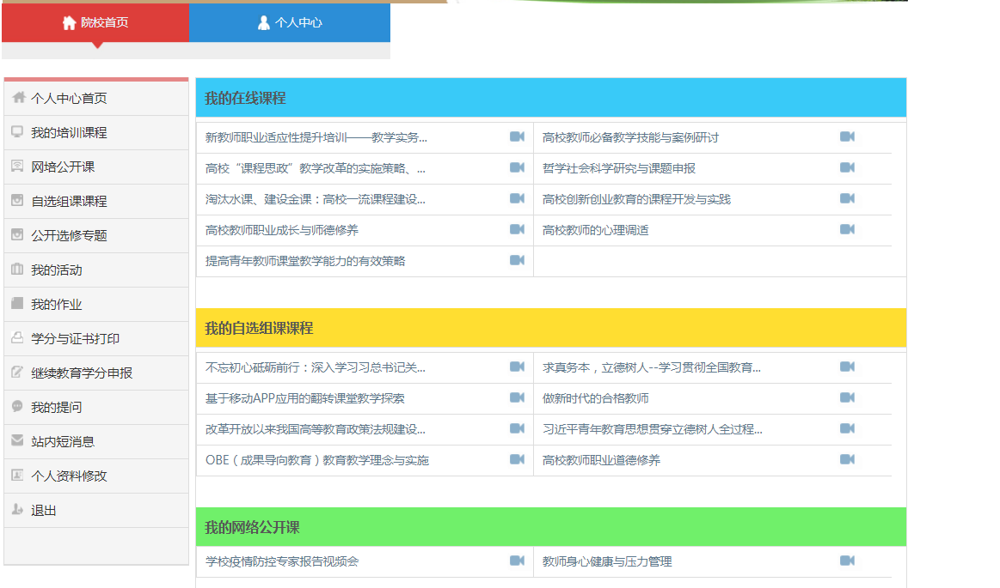 院校首页
个人中心
个人中心首页
我的培训课程
网培公开课
自选组课课程
公开选修专题
我的活动
我的作业
学分与证书打印
继续教育学分申报
我的提问
站内短消息
个人资料修改
退出
我的在线课程
新教师职业适应性提升培训——教学实务...
高校教师必备教学技能与案例研讨
高校“课程思政”教学改革的实施策略、...
哲学社会科学研究与课题申报
淘汰水课、建设金课：高校一流课程建设...
高校创新创业教育的课程开发与实践
高校教师职业成长与师德修养
高校教师的心理调适
提高青年教师课堂教学能力的有效策略
我的自选组课课程
不忘初心砥砺前行：深入学习习总书记关...
求真务本，立德树人--学习贯彻全国教育...
基于移动APP应用的翻转课堂教学探索
做新时代的合格教师
改革开放以来我国高等教育政策法规建设...
习近平青年教育思想贯穿立德树人全过程...
OBE（成果导向教育）教育教学理念与实施
高校教师职业道德修养
我的网络公开课
学校疫情防控专家报告视频会
教师身心健康与压力管理